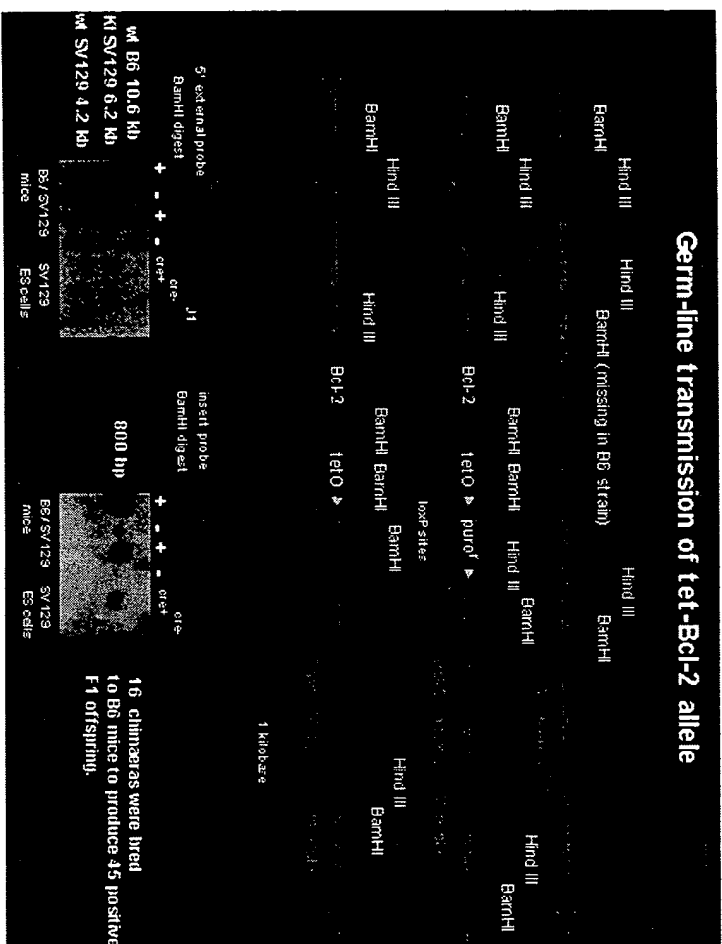 Germ-line transmission of tet-Bcl-2 allele
Hind III Hind III Hind III
BamHI BamHI (missing in B6 strain) BamHI
Hind III Hind III Hind III Hind III
BamHI BamHI BamHI BamHI BamHI
Bcl-2 tetO puroʳ
loxP sites
Hind III Hind III Hind III
BamHI BamHI BamHI BamHI BamHI
Bcl-2 tetO
1 kilobase
5' external probe
BamHI digest
J1
cre-
cre+
+ - + -
wt B6 10.6 kb
KI SV129 6.2 kb
wt SV129 4.2 kb
B6/SV129
mice
SV129
ES cells
insert probe
BamHI digest
cre-
cre+
+ - + -
800 bp
B6/SV129
mice
SV129
ES cells
16 chimaeras were bred
to B6 mice to produce 45 positive
F1 offspring.